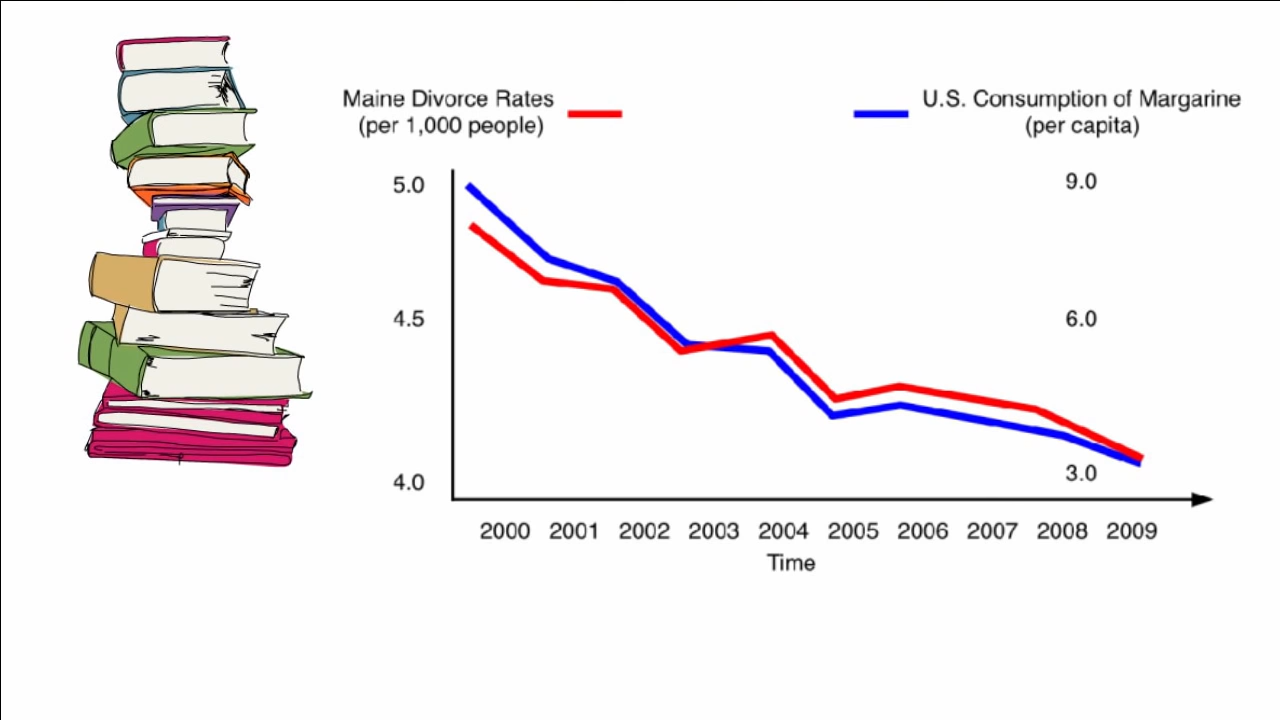 Maine Divorce Rates
(per 1,000 people)
U.S. Consumption of Margarine
(per capita)
5.0
9.0
4.5
6.0
4.0
3.0
2000 2001 2002 2003 2004 2005 2006 2007 2008 2009
Time